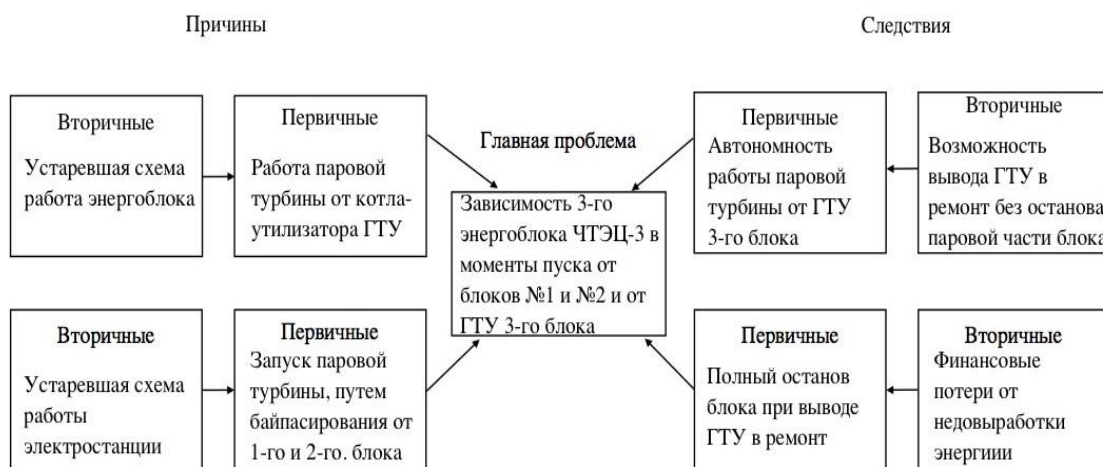 Причины
Следствия
Вторичные
Устаревшая схема
работа энергоблока
Первичные
Работа паровой
турбины от котла-
утилизатора ГТУ
Главная проблема
Зависимость 3-го
энергоблока ЧТЭЦ-3 в
моменты пуска от
блоков №1 и №2 и от
ГТУ 3-го блока
Первичные
Автономность
работы паровой
турбины от ГТУ
3-го блока
Вторичные
Возможность
вывода ГТУ в
ремонт без останова
паровой части блока
Вторичные
Устаревшая схема
работы
электростанции
Первичные
Запуск паровой
турбины, путем
байпасирования от
1-го и 2-го. блока
Первичные
Полный останов
блока при выводе
ГТУ в ремонт
Вторичные
Финансовые
потери от
недовыработки
энергиии